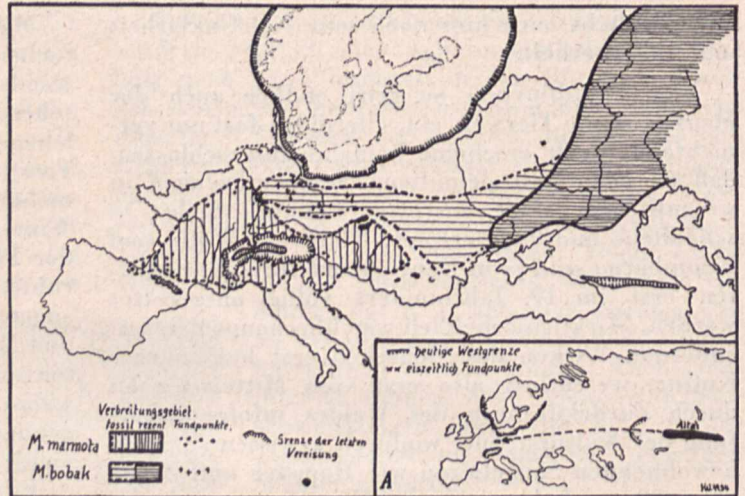 heutige Westgrenze
eiszeitlich Fundpunkte
Altai
A
Verbreitungsgebiet.
fossil rezent Fundpunkte.
M. marmota
M. bobak
Grenze der letzten
Vereisung